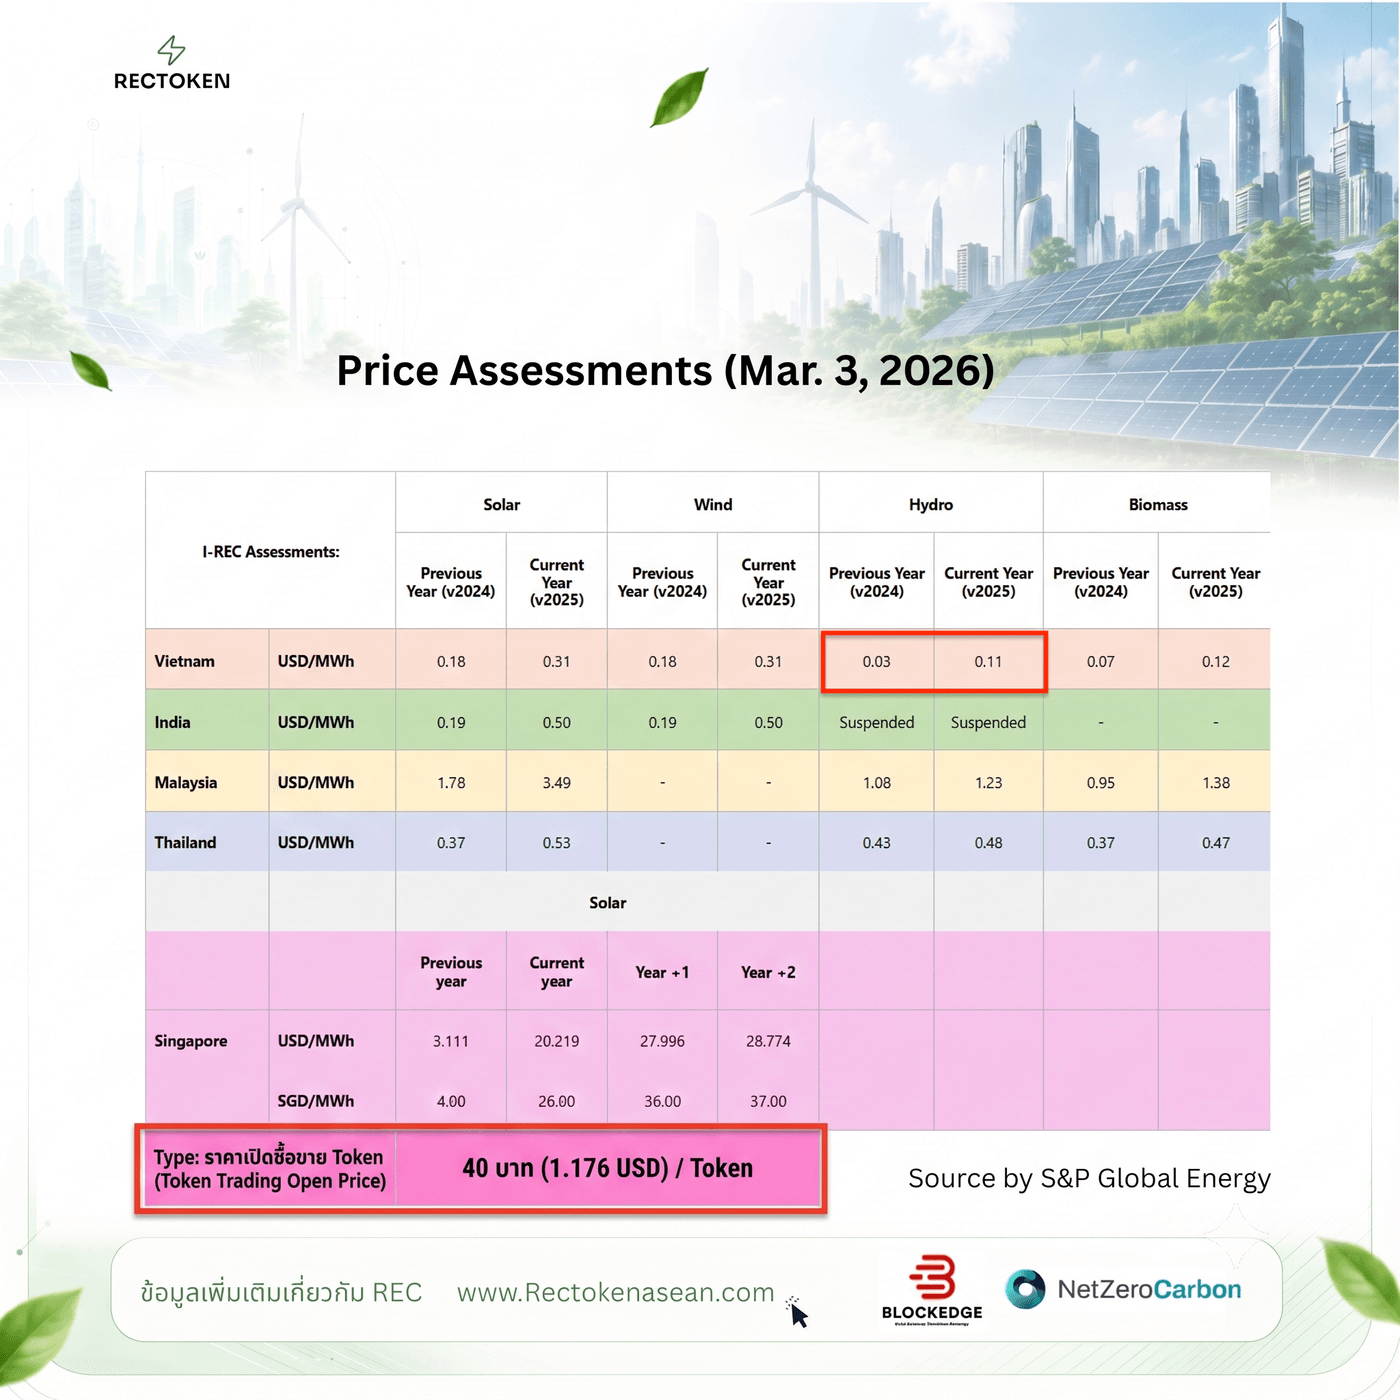 RECTOKEN
Price Assessments (Mar. 3, 2026)
I-REC Assessments:
Solar
Wind
Hydro
Biomass
Previous Year (v2024)
Current Year (v2025)
Previous Year (v2024)
Current Year (v2025)
Previous Year (v2024)
Current Year (v2025)
Previous Year (v2024)
Current Year (v2025)
Vietnam USD/MWh 0.18 0.31 0.18 0.31 0.03 0.11 0.07 0.12
India USD/MWh 0.19 0.50 0.19 0.50 Suspended Suspended - -
Malaysia USD/MWh 1.78 3.49 - - 1.08 1.23 0.95 1.38
Thailand USD/MWh 0.37 0.53 - - 0.43 0.48 0.37 0.47
Solar
Previous year
Current year
Year +1
Year +2
Singapore USD/MWh 3.111 20.219 27.996 28.774
SGD/MWh 4.00 26.00 36.00 37.00
Type: ราคาเปิดซื้อขาย Token
(Token Trading Open Price)
40 บาท (1.176 USD) / Token
Source by S&P Global Energy
ข้อมูลเพิ่มเติมเกี่ยวกับ REC www.Rectokenasean.com
BLOCKEDGE
NetZeroCarbon